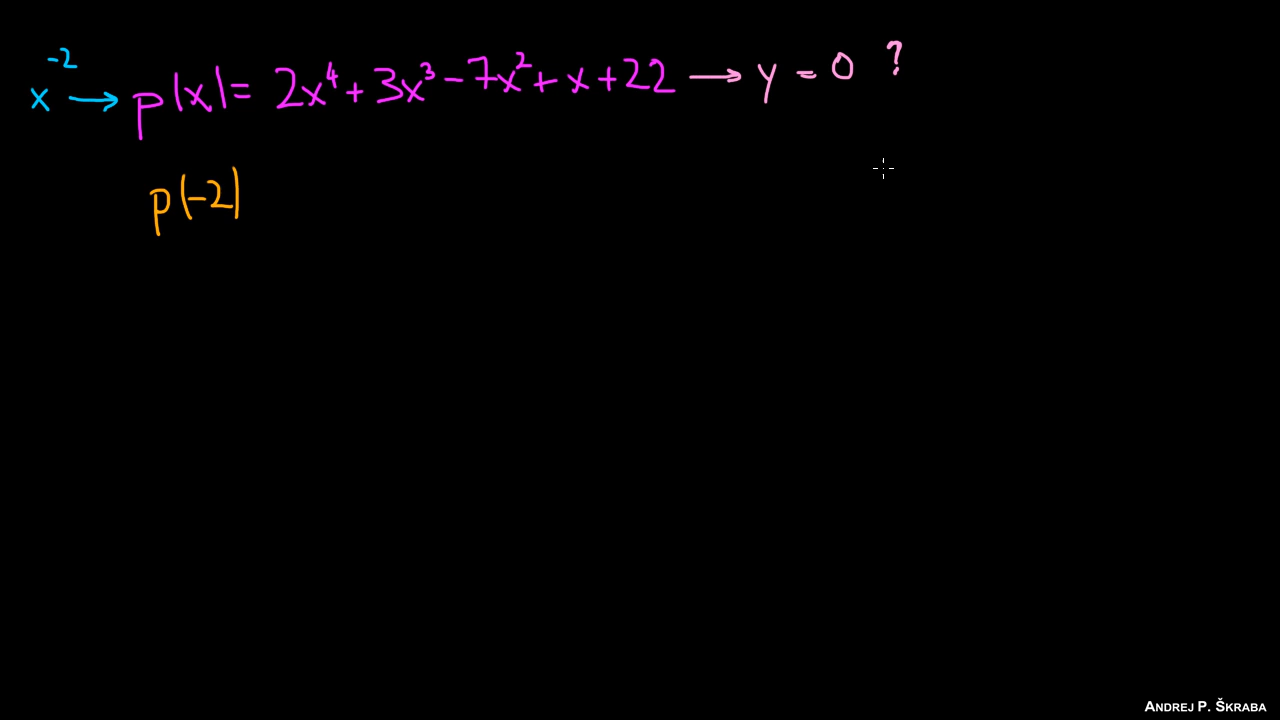 -2
x → p(x) = 2x⁴ + 3x³ - 7x² + x + 22 → y = 0 ?
p(-2)
ANDREJ P. ŠKRABA